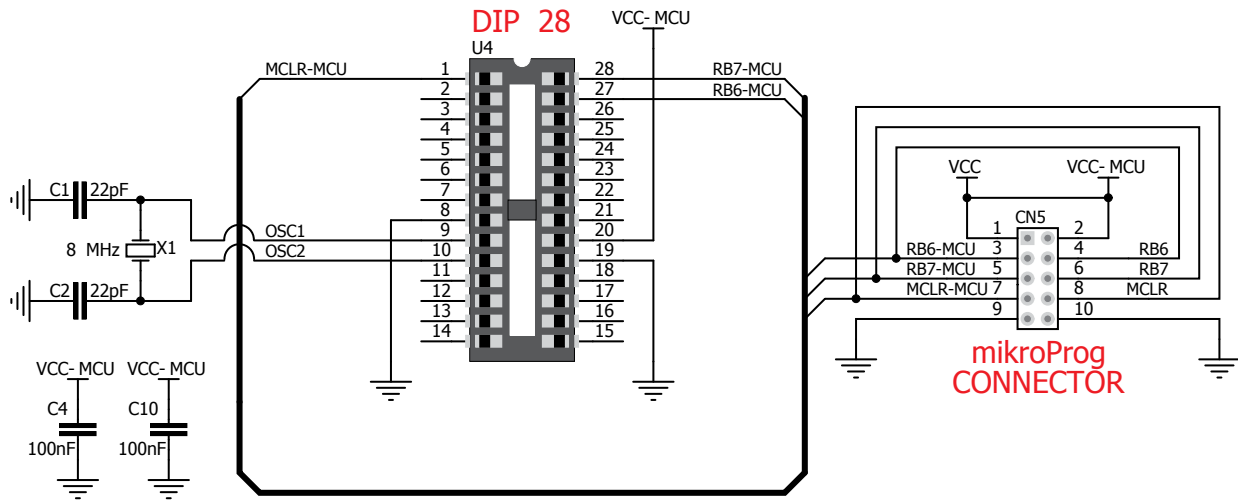 DIP 28
U4
VCC- MCU
MCLR-MCU
1
2
3
4
5
6
7
8
9
10
11
12
13
14
28
27
26
25
24
23
22
21
20
19
18
17
16
15
RB7-MCU
RB6-MCU
C1 22pF
8 MHz X1
C2 22pF
OSC1
OSC2
VCC- MCU
C4
100nF
VCC- MCU
C10
100nF
VCC
VCC- MCU
CN5
1 2
RB6-MCU 3 4 RB6
RB7-MCU 5 6 RB7
MCLR-MCU 7 8 MCLR
9 10
mikroProg
CONNECTOR